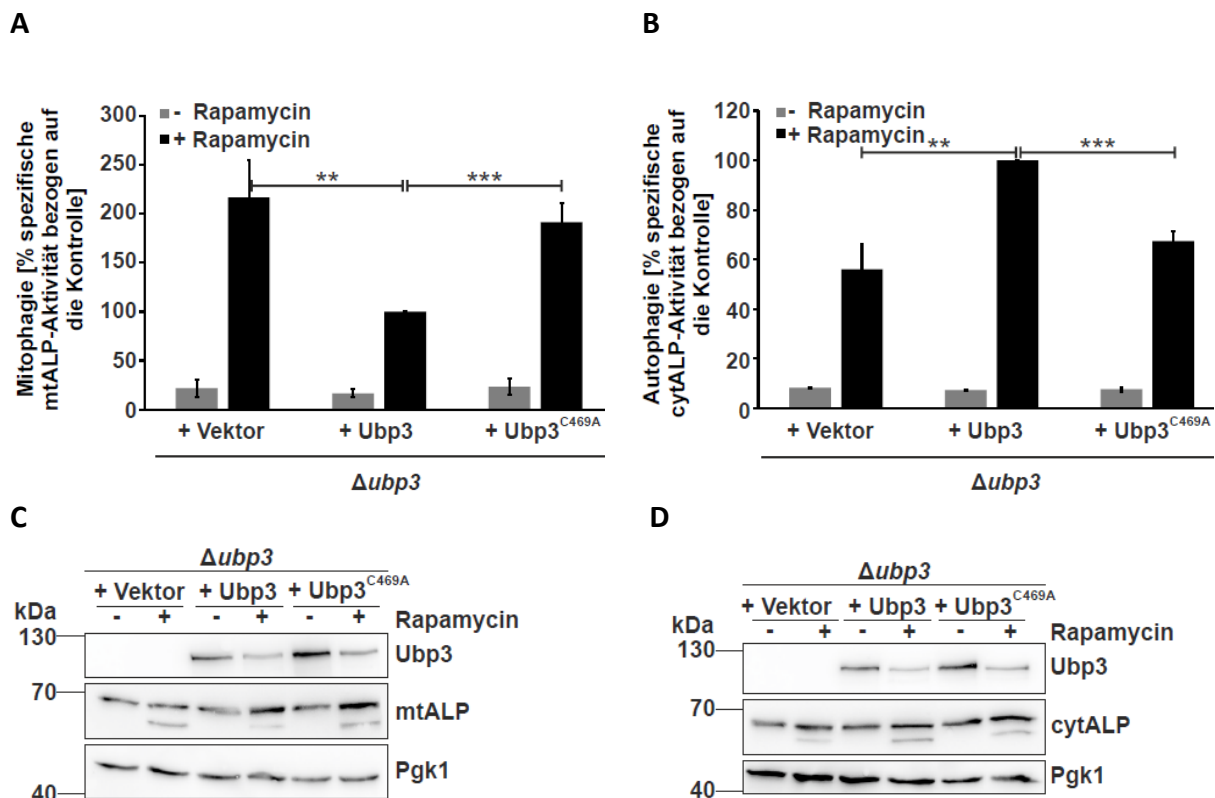 A
Mitophagie [% spezifische
mtALP-Aktivität bezogen auf
die Kontrolle]
- Rapamycin
+ Rapamycin
300
250
200
150
100
50
0
**
***
+ Vektor + Ubp3 + Ubp3C469A
Δubp3
B
Autophagie [% spezifische
cytALP-Aktivität bezogen auf
die Kontrolle]
- Rapamycin
+ Rapamycin
120
100
80
60
40
20
0
**
***
+ Vektor + Ubp3 + Ubp3C469A
Δubp3
C
Δubp3
+ Vektor + Ubp3 + Ubp3C469A
kDa
- + - + - + Rapamycin
130
Ubp3
70
mtALP
Pgk1
40
D
Δubp3
+ Vektor + Ubp3 + Ubp3C469A
kDa
- + - + - + Rapamycin
130
Ubp3
70
cytALP
Pgk1
40